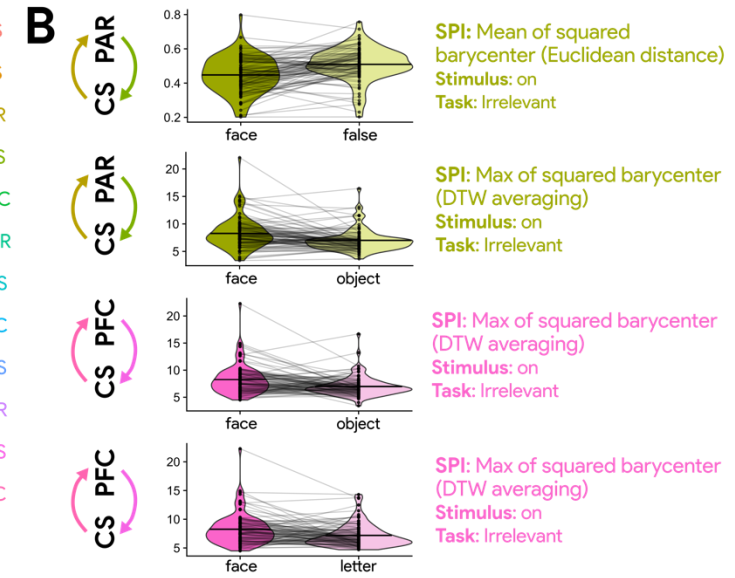 B
CS PAR
0.8
0.6
0.4
0.2
face false
SPI: Mean of squared
barycenter (Euclidean distance)
Stimulus: on
Task: Irrelevant
CS PAR
20
15
10
5
face object
SPI: Max of squared barycenter
(DTW averaging)
Stimulus: on
Task: Irrelevant
CS PFC
20
15
10
5
face object
SPI: Max of squared barycenter
(DTW averaging)
Stimulus: on
Task: Irrelevant
CS PFC
20
15
10
5
face letter
SPI: Max of squared barycenter
(DTW averaging)
Stimulus: on
Task: Irrelevant
S
S
R
S
C
R
S
C
S
R
S
C